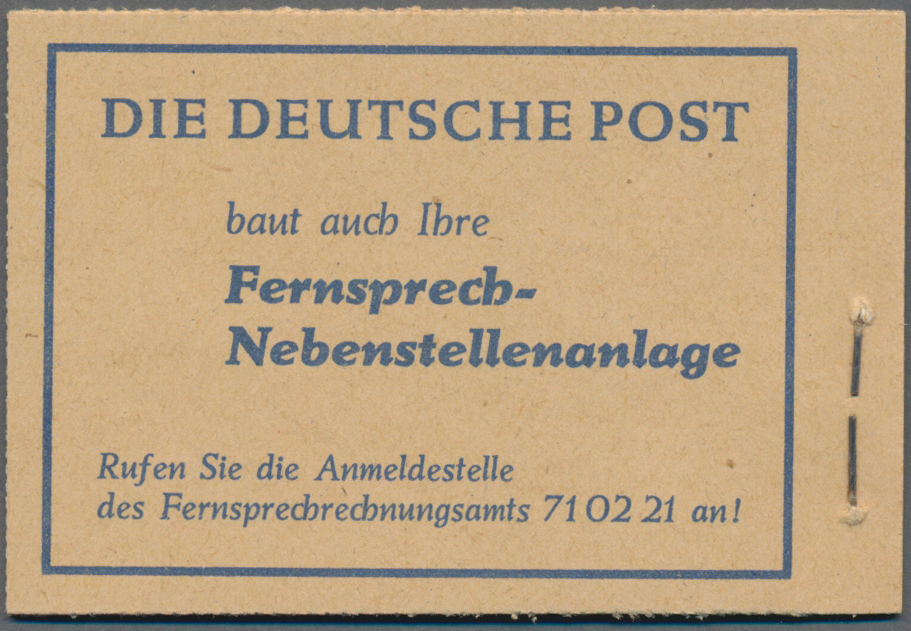 DIE DEUTSCHE POST
baut auch Ihre
Fernsprech-
Nebenstellenanlage
Rufen Sie die Anmeldestelle
des Fernsprechrechnungsamts 71 02 21 an!